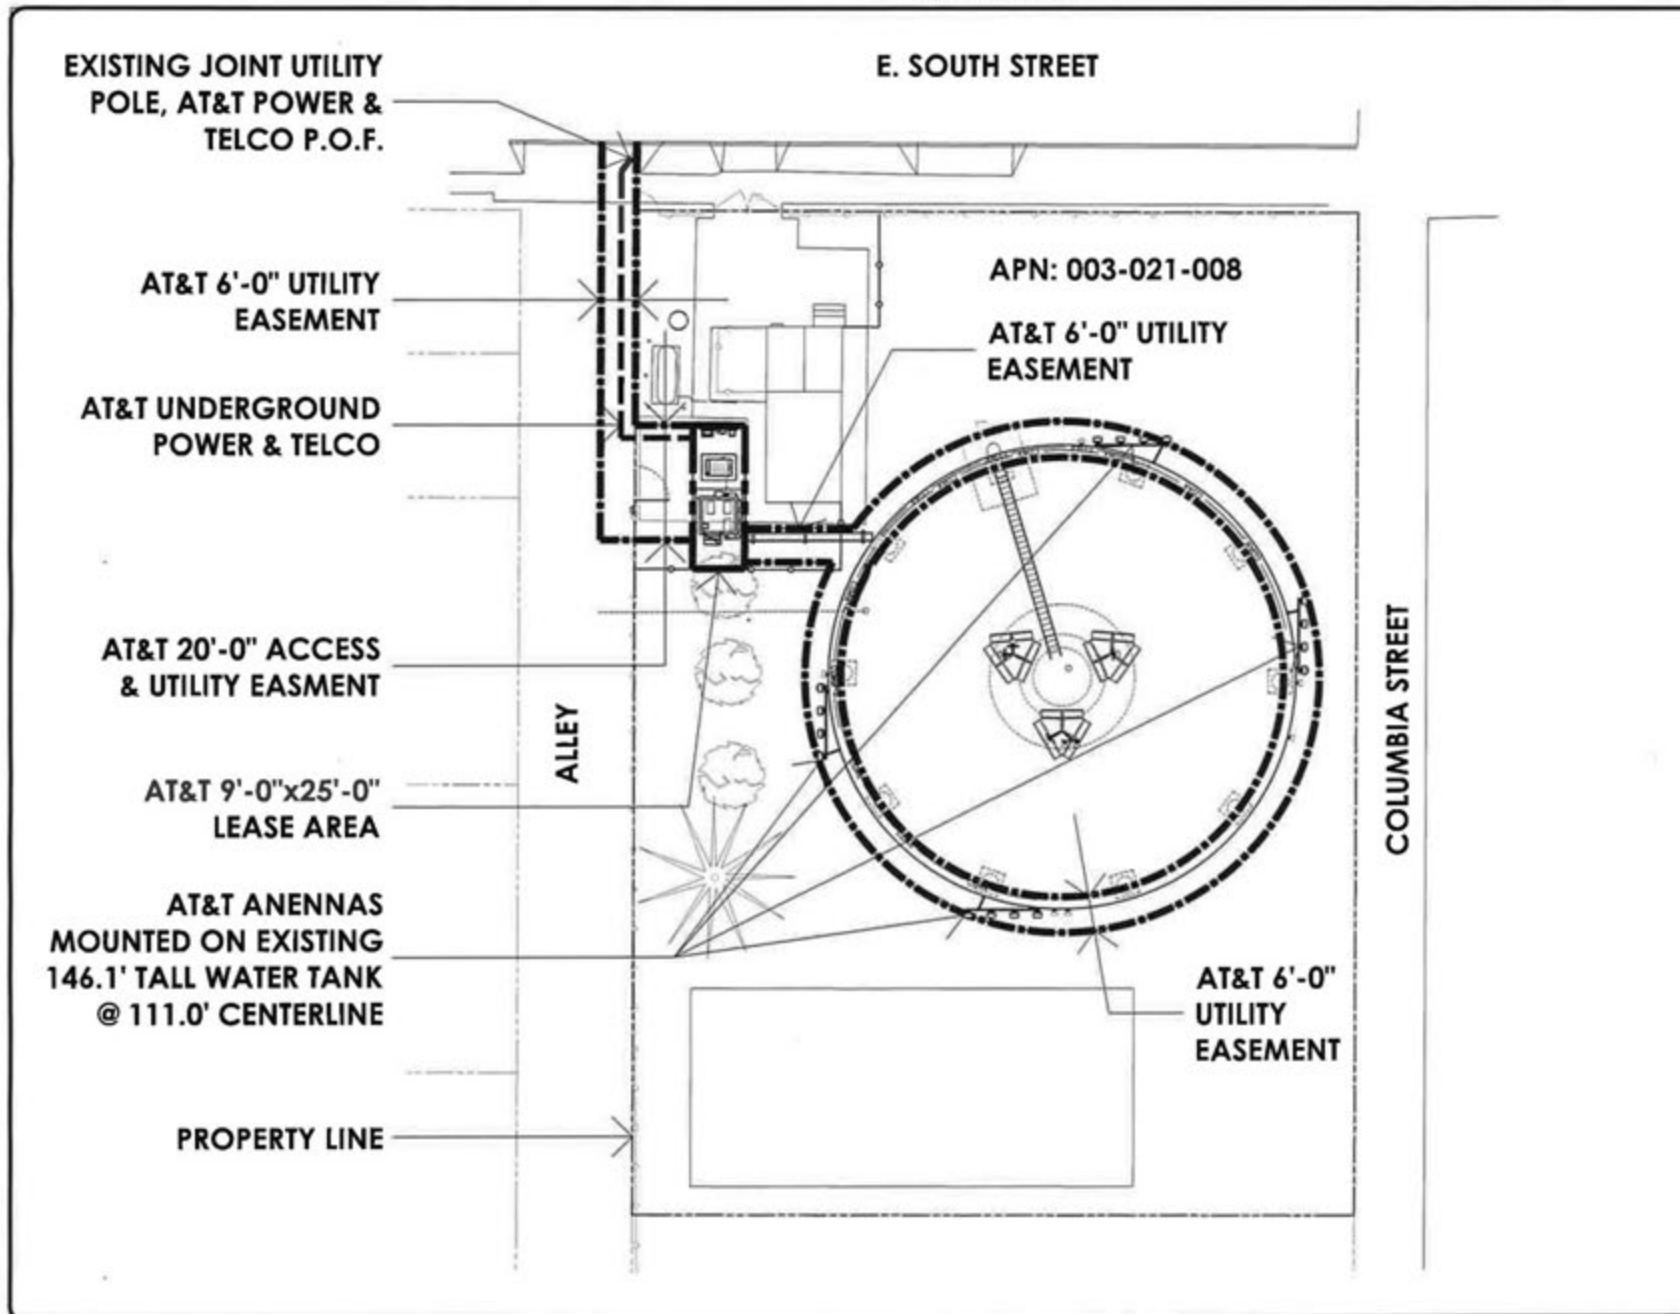 EXISTING JOINT UTILITY
POLE, AT&T POWER &
TELCO P.O.F.
E. SOUTH STREET
AT&T 6'-0" UTILITY
EASEMENT
APN: 003-021-008
AT&T 6'-0" UTILITY
EASEMENT
AT&T UNDERGROUND
POWER & TELCO
AT&T 20'-0" ACCESS
& UTILITY EASMENT
ALLEY
COLUMBIA STREET
AT&T 9'-0"x25'-0"
LEASE AREA
AT&T ANENNAS
MOUNTED ON EXISTING
146.1' TALL WATER TANK
@ 111.0' CENTERLINE
AT&T 6'-0"
UTILITY
EASEMENT
PROPERTY LINE